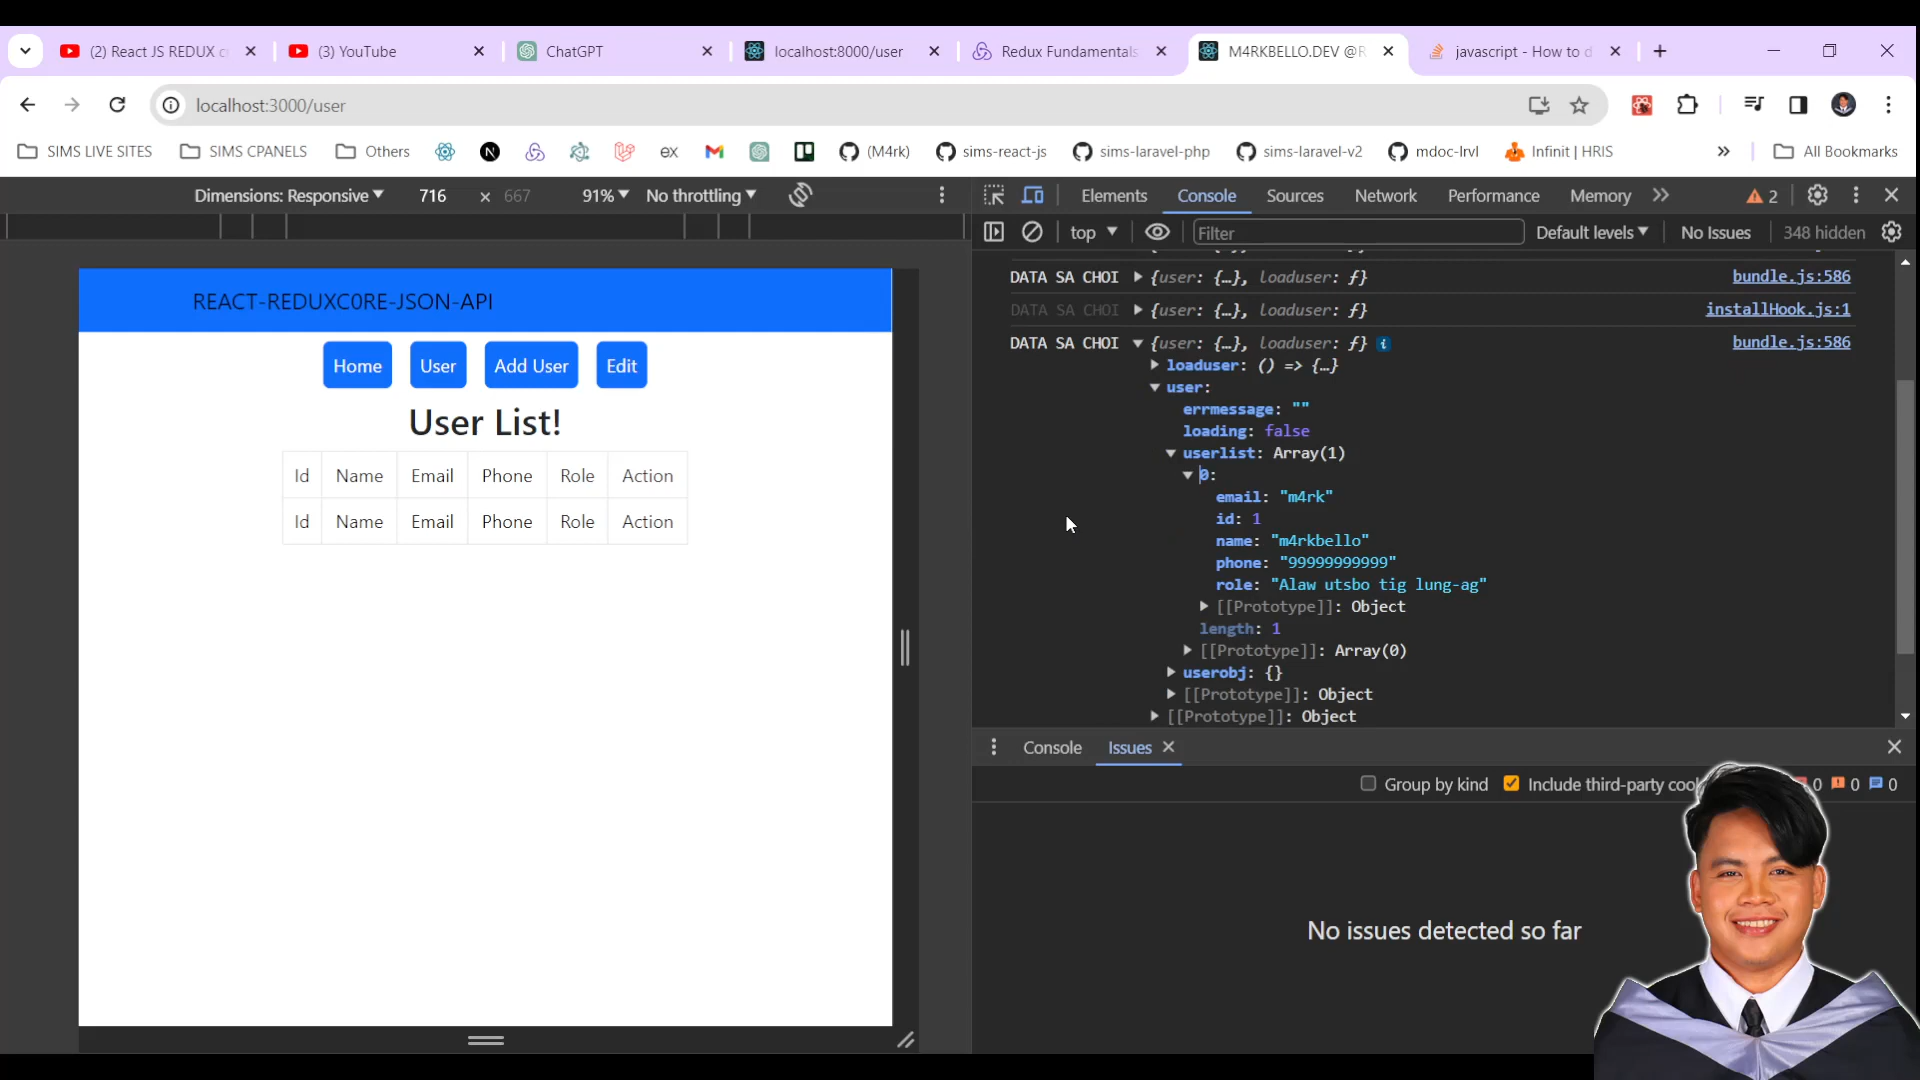 (2) React JS REDUX c
(3) YouTube
ChatGPT
localhost:8000/user
Redux Fundamentals
M4RKBELLO.DEV @R
javascript - How to d
localhost:3000/user
SIMS LIVE SITES
SIMS CPANELS
Others
ex
(M4rk)
sims-react-js
sims-laravel-php
sims-laravel-v2
mdoc-lrvl
Infinit | HRIS
»
All Bookmarks
Dimensions: Responsive
716 × 667
91%
No throttling
Elements
Console
Sources
Network
Performance
Memory
2
top
Filter
Default levels
No Issues
348 hidden
REACT-REDUXC0RE-JSON-API
Home
User
Add User
Edit
User List!
Id Name Email Phone Role Action
Id Name Email Phone Role Action
DATA SA CHOI {user: {…}, loaduser: ƒ} bundle.js:586
DATA SA CHOI {user: {…}, loaduser: ƒ} installHook.js:1
DATA SA CHOI {user: {…}, loaduser: ƒ} i bundle.js:586
loaduser: () => {…}
user:
errmessage: ""
loading: false
userlist: Array(1)
0:
email: "m4rk"
id: 1
name: "m4rkbello"
phone: "99999999999"
role: "Alaw utsbo tig lung-ag"
[[Prototype]]: Object
length: 1
[[Prototype]]: Array(0)
userobj: {}
[[Prototype]]: Object
[[Prototype]]: Object
Console
Issues
Group by kind
Include third-party coo
0 0 0
No issues detected so far